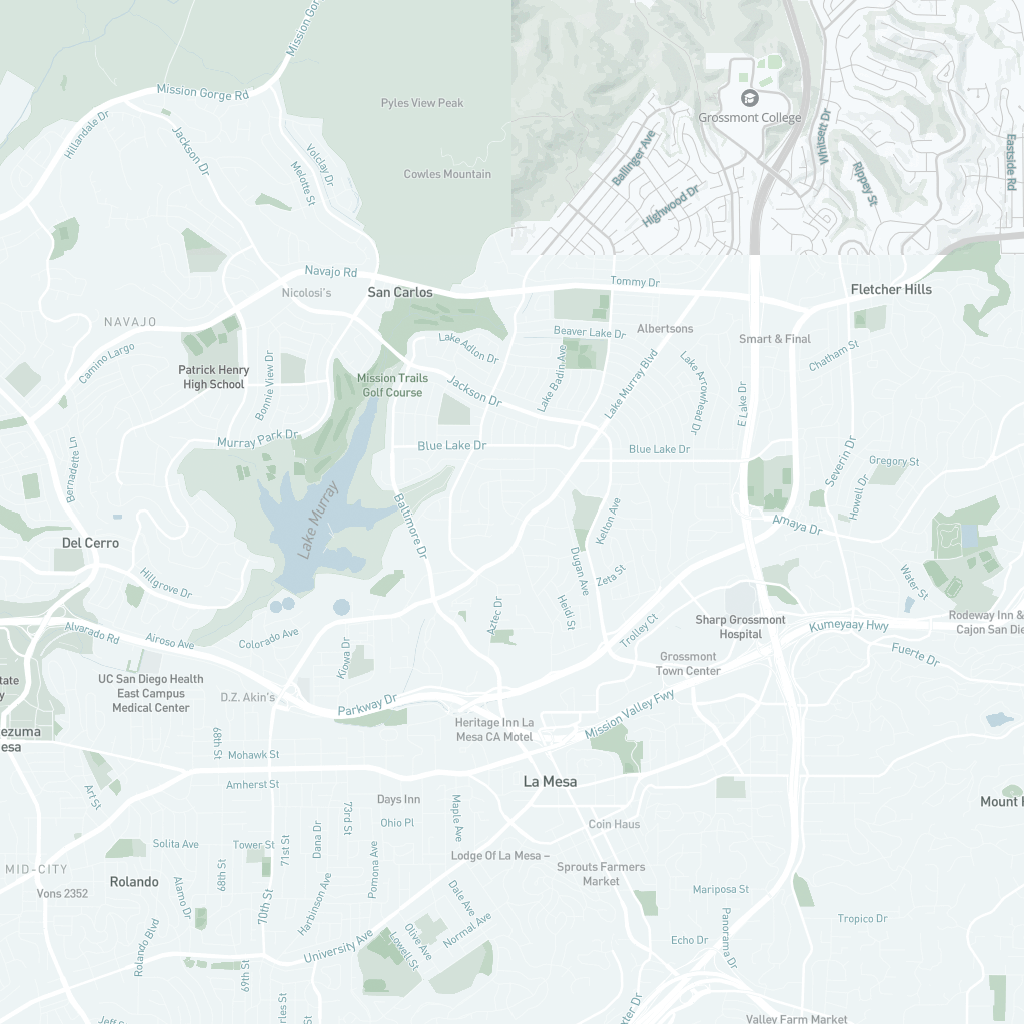 Mission Gorge
Mission Gorge Rd
Hillandale Dr
Jackson Dr
Pyles View Peak
Volclay Dr
Melotte St
Cowles Mountain
Grossmont College
Ballinger Ave
Highwood Dr
Whitsett Dr
Rippey St
Eastside Rd
Navajo Rd
Nicolosi's
San Carlos
Tommy Dr
Fletcher Hills
NAVAJO
Camino Largo
Patrick Henry
High School
Bonnie View Dr
Lake Adlon Dr
Beaver Lake Dr
Albertsons
Smart & Final
Chatham St
Mission Trails
Golf Course
Jackson Dr
Lake Badin Ave
Lake Murray Blvd
Lake Arrowhead Dr
E Lake Dr
Murray Park Dr
Blue Lake Dr
Blue Lake Dr
Severin Dr
Gregory St
Howell Dr
Bernadette Ln
Lake Murray
Baltimore Dr
Kelton Ave
Amaya Dr
Del Cerro
Hillgrove Dr
Dugan Ave
Zeta St
Water St
Aztec Dr
Heidi St
Trolley Ct
Sharp Grossmont
Hospital
Kumeyaay Hwy
Rodeway Inn &
Cajon San Die
Alvarado Rd
Airoso Ave
Colorado Ave
Kiowa Dr
Grossmont
Town Center
Fuerte Dr
UC San Diego Health
East Campus
Medical Center
D.Z. Akin's
Parkway Dr
Heritage Inn La
Mesa CA Motel
Mission Valley Fwy
68th St
Mohawk St
Amherst St
La Mesa
Mount
Art St
Days Inn
73rd St
Ohio Pl
Maple Ave
Coin Haus
Dana Dr
71st St
Solita Ave
Tower St
Pomona Ave
Lodge Of La Mesa –
Sprouts Farmers
Market
MID-CITY
Vons 2352
Rolando
68th St
Alamo Dr
70th St
Harbinson Ave
Dale Ave
Mariposa St
Tropico Dr
Rolando Blvd
University Ave
Olive Ave
Lowell St
Normal Ave
Echo Dr
Panorama Dr
69th St
Valley Farm Market